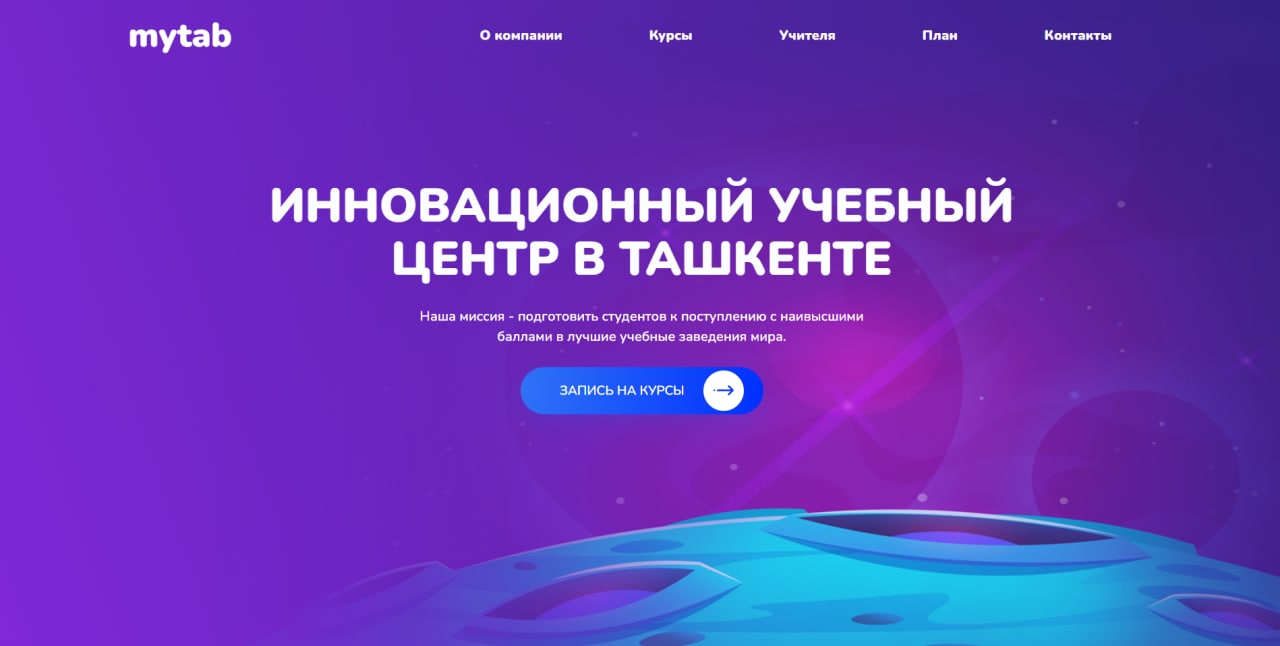 mytab
О компании
Курсы
Учителя
План
Контакты
ИННОВАЦИОННЫЙ УЧЕБНЫЙ
ЦЕНТР В ТАШКЕНТЕ
Наша миссия - подготовить студентов к поступлению с наивысшими
баллами в лучшие учебные заведения мира.
ЗАПИСЬ НА КУРСЫ